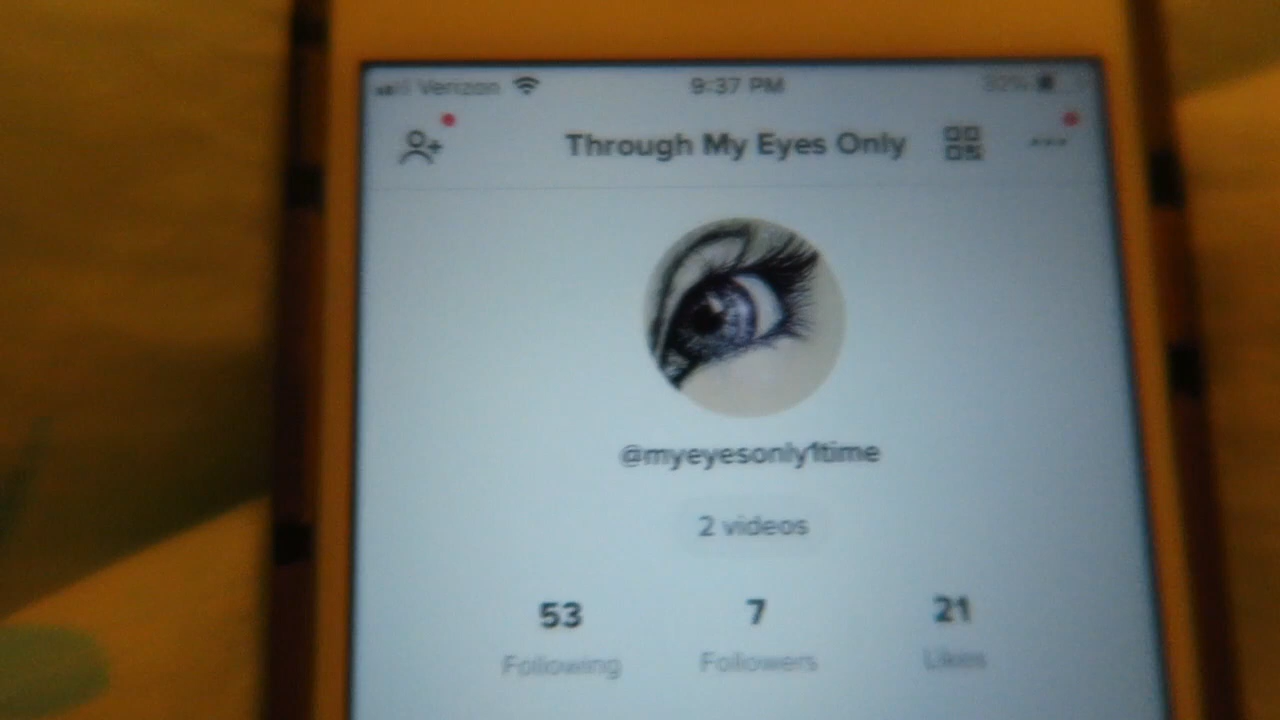 Verizon 9:37 PM
Through My Eyes Only
@myeyesonly1time
2 videos
53 7 21
Following Followers Likes